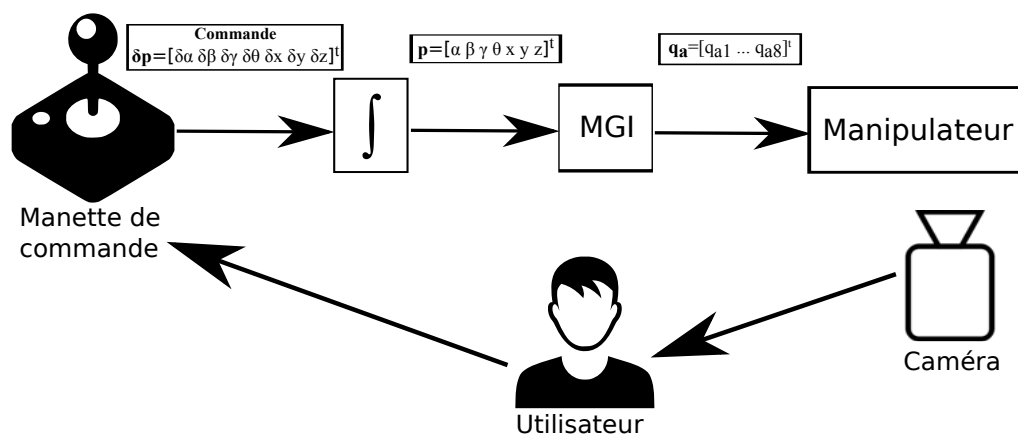 Commande
δp=[δα δβ δγ δθ δx δy δz]ᵗ
p=[α β γ θ x y z]ᵗ
qₐ=[qₐ₁ ... qₐ₈]ᵗ
∫
MGI
Manipulateur
Manette de
commande
Caméra
Utilisateur